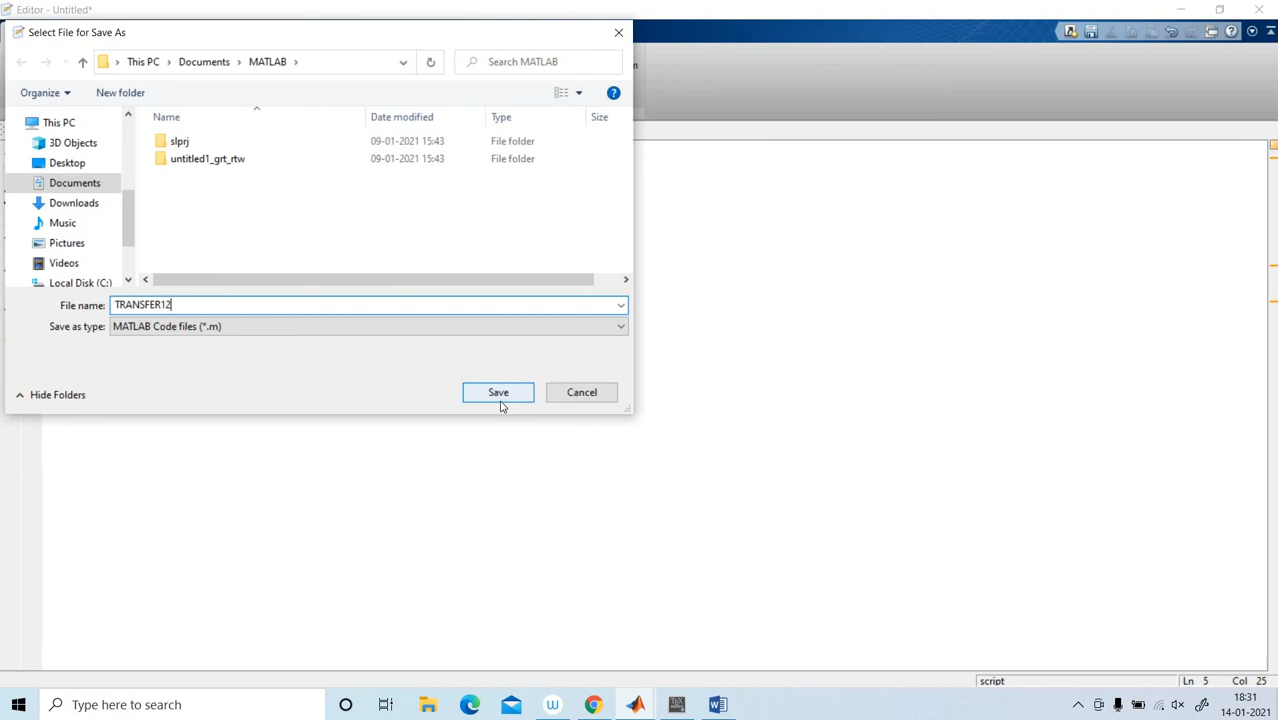 Editor - Untitled*
Select File for Save As
This PC
Documents
MATLAB
Search MATLAB
Organize
New folder
Name
Date modified
Type
Size
This PC
3D Objects
Desktop
Documents
Downloads
Music
Pictures
Videos
Local Disk (C:)
slprj
09-01-2021 15:43
File folder
untitled1_grt_rtw
09-01-2021 15:43
File folder
File name:
TRANSFER12
Save as type:
MATLAB Code files (*.m)
Hide Folders
Save
Cancel
script
Ln 5
Col 25
Type here to search
18:31
14-01-2021